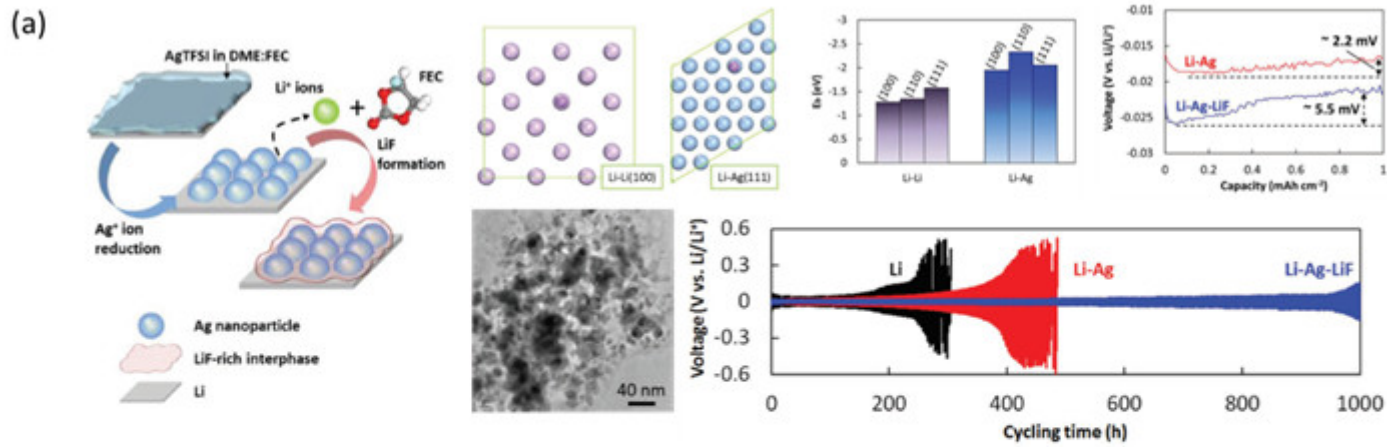 (a)
AgTFSI in DME:FEC
Li⁺ ions
+
FEC
LiF
formation
Ag⁺ ion
reduction
Ag nanoparticle
LiF-rich interphase
Li
Li-Li(100)
Li-Ag(111)
-3
-2.5
-2
-1.5
-1
-0.5
0
(100)
(110)
(111)
(100)
(110)
(111)
Li-Li
Li-Ag
Voltage (V vs. Li/Li⁺)
-0.01
-0.015
-0.02
-0.025
-0.03
Li-Ag
~ 2.2 mV
Li-Ag-LiF
~ 5.5 mV
0 0.2 0.4 0.6 0.8 1
Capacity (mAh cm⁻²)
40 nm
Voltage (V vs. Li/Li⁺)
0.6
0.3
0
-0.3
-0.6
Li
Li-Ag
Li-Ag-LiF
0 200 400 600 800 1000
Cycling time (h)